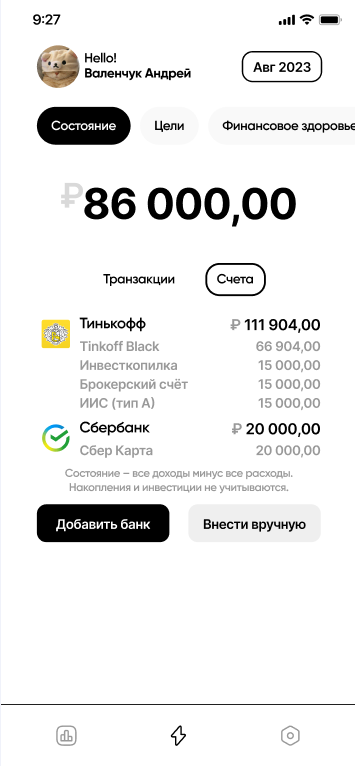 9:27
Hello!
Валенчук Андрей
Авг 2023
Состояние
Цели
Финансовое здоровье
₽86 000,00
Транзакции
Счета
Тинькофф ₽ 111 904,00
Tinkoff Black 66 904,00
Инвесткопилка 15 000,00
Брокерский счёт 15 000,00
ИИС (тип А) 15 000,00
Сбербанк ₽ 20 000,00
Сбер Карта 20 000,00
Состояние – все доходы минус все расходы.
Накопления и инвестиции не учитываются.
Добавить банк
Внести вручную